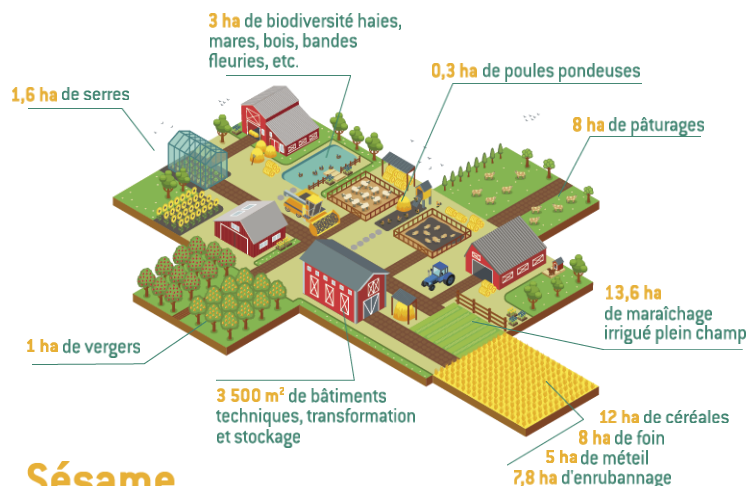 3 ha de biodiversité haies,
mares, bois, bandes
fleuries, etc.
0,3 ha de poules pondeuses
1,6 ha de serres
8 ha de pâturages
13,6 ha
de maraîchage
irrigué plein champ
1 ha de vergers
3 500 m² de bâtiments
techniques, transformation
et stockage
12 ha de céréales
8 ha de foin
5 ha de méteil
7,8 ha d'enrubannage
Sésame